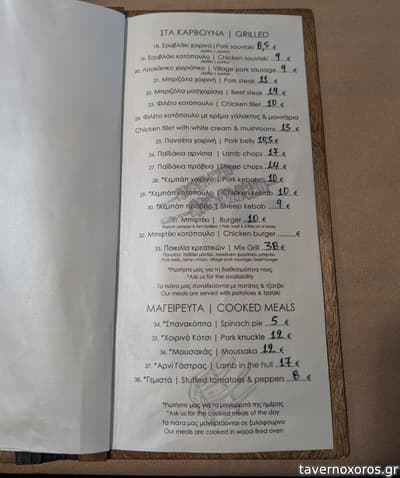 ΣΤΑ ΚΑΡΒΟΥΝΑ | GRILLED
18. Σουβλάκι χοιρινό | Pork souvlaki 8,5 €
19. Σουβλάκι κοτόπουλο | Chicken souvlaki 9 €
20. Λουκάνικο χωριάτικο | Village pork sausage 9 €
21. Μπριζόλα χοιρινή | Pork steak 11 €
22. Μπριζόλα μοσχαρίσια | Beef steak 19 €
23. Φιλέτο κοτόπουλο | Chicken fillet 10 €
24. Φιλέτο κοτόπουλο με κρέμα γάλακτος & μανιτάρια
Chicken fillet with white cream & mushrooms 13 €
25. Πανσέτα χοιρινή | Pork belly 10,5 €
26. Παϊδάκια αρνίσια | Lamb chops 17 €
27. Παϊδάκια πρόβεια | Sheep chops 14 €
28. *Κεμπάπ χοιρινό | Pork kebab 10 €
29. *Κεμπάπ κοτόπουλο | Chicken kebab 10 €
30. *Κεμπάπ πρόβειο | Sheep kebab 9 €
31. Μπιφτέκι | Burger 10 €
32. Μπιφτέκι κοτόπουλο | Chicken burger €
33. Ποικιλία κρεατικών | Mix Grill 38 €
Pork belly, lamb chops, village pork sausage, beef burger
*Ρωτήστε μας για τη διαθεσιμότητα τους
*Ask us for the availability
Τα πιάτα μας συνοδεύονται με πατάτες & τζατζίκι
Our meals are served with potatoes & tzatziki
ΜΑΓΕΙΡΕΥΤΑ | COOKED MEALS
34. *Σπανακόπιτα | Spinach pie 5 €
35. *Χοιρινό Κότσι | Pork knuckle 12 €
36. *Μουσακάς | Moussaka 12 €
37. *Αρνί Γάστρας | Lamb in the hull 17 €
38. *Γεμιστά | Stuffed tomatoes & peppers 8 €
*Ρωτήστε μας για τα μαγειρευτά της ημέρας
*Ask us for the cooked meals of the day
Τα πιάτα μας μαγειρεύονται σε ξυλόφουρνο
Our meals are cooked in wood-fired oven
tavernoxoros.gr